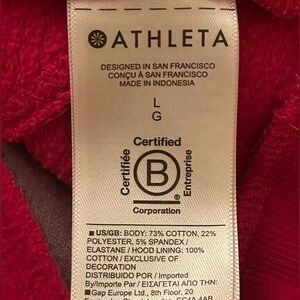 ATHLETA
DESIGNED IN SAN FRANCISCO
CONÇU À SAN FRANCISCO
MADE IN INDONESIA
L
G
Certified
Certifiée
B
Entreprise
Corporation
US/GB: BODY: 73% COTTON, 22%
POLYESTER, 5% SPANDEX /
ELASTANE / HOOD LINING: 100%
COTTON / EXCLUSIVE OF
DECORATION
DISTRIBUIDO POR / Imported
By/Importe Par / ΕΙΣΑΓΕΤΑΙ ΑΠΟ ΤΗΝ:
Gap Europe Ltd., 8th Floor, 20